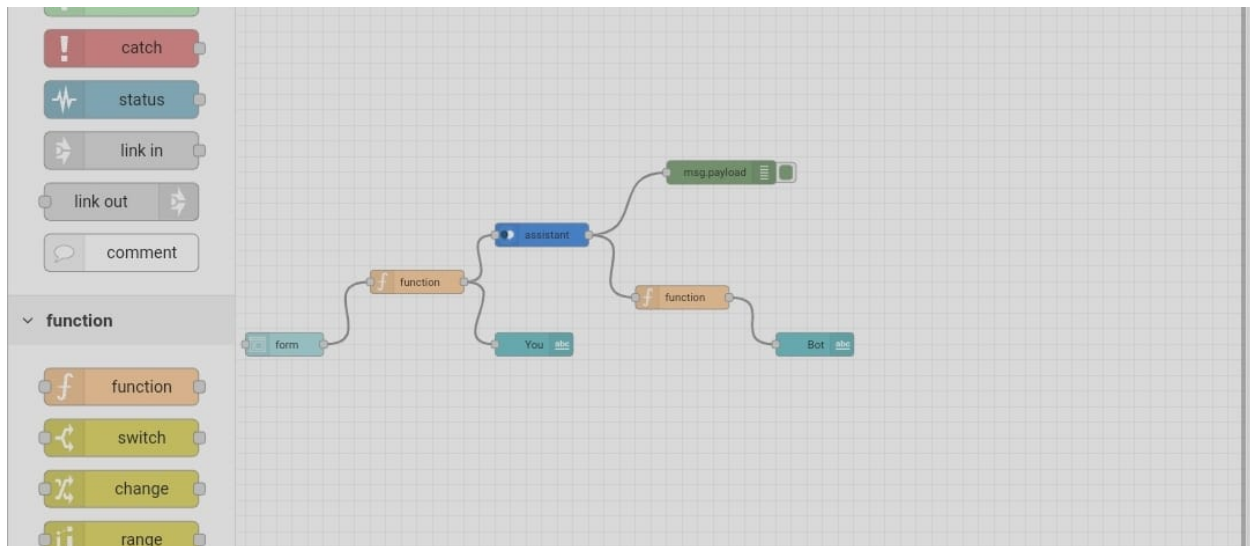 catch
status
link in
link out
comment
function
function
switch
change
range
form
function
assistant
You abc
msg.payload
function
Bot abc